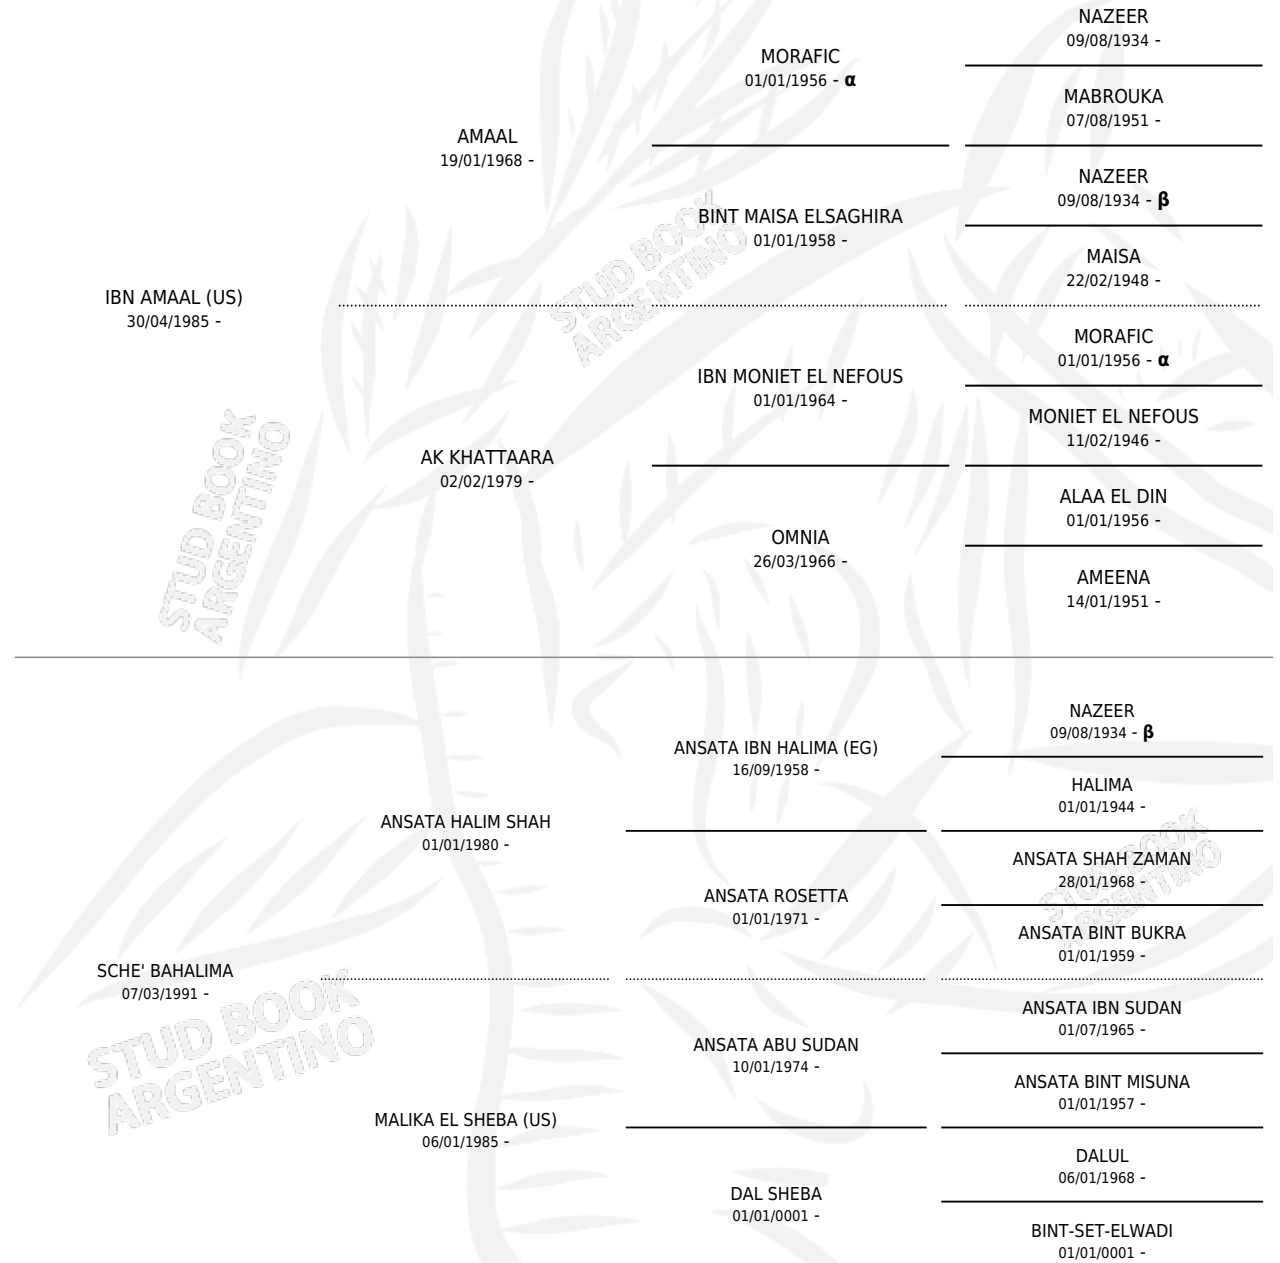 NAZEER
09/08/1934 -
MORAFIC
01/01/1956 - α
MABROUKA
07/08/1951 -
AMAAL
19/01/1968 -
NAZEER
09/08/1934 - β
BINT MAISA ELSAGHIRA
01/01/1958 -
MAISA
22/02/1948 -
IBN AMAAL (US)
30/04/1985 -
MORAFIC
01/01/1956 - α
IBN MONIET EL NEFOUS
01/01/1964 -
MONIET EL NEFOUS
11/02/1946 -
AK KHATTAARA
02/02/1979 -
ALAA EL DIN
01/01/1956 -
OMNIA
26/03/1966 -
AMEENA
14/01/1951 -
NAZEER
09/08/1934 - β
ANSATA IBN HALIMA (EG)
16/09/1958 -
HALIMA
01/01/1944 -
ANSATA HALIM SHAH
01/01/1980 -
ANSATA SHAH ZAMAN
28/01/1968 -
ANSATA ROSETTA
01/01/1971 -
ANSATA BINT BUKRA
01/01/1959 -
SCHE' BAHALIMA
07/03/1991 -
ANSATA IBN SUDAN
01/07/1965 -
ANSATA ABU SUDAN
10/01/1974 -
ANSATA BINT MISUNA
01/01/1957 -
MALIKA EL SHEBA (US)
06/01/1985 -
DALUL
06/01/1968 -
DAL SHEBA
01/01/0001 -
BINT-SET-ELWADI
01/01/0001 -
STUD BOOK
ARGENTINO
STUD BOOK
ARGENTINO
STUD BOOK
ARGENTINO
STUD BOOK
ARGENTINO